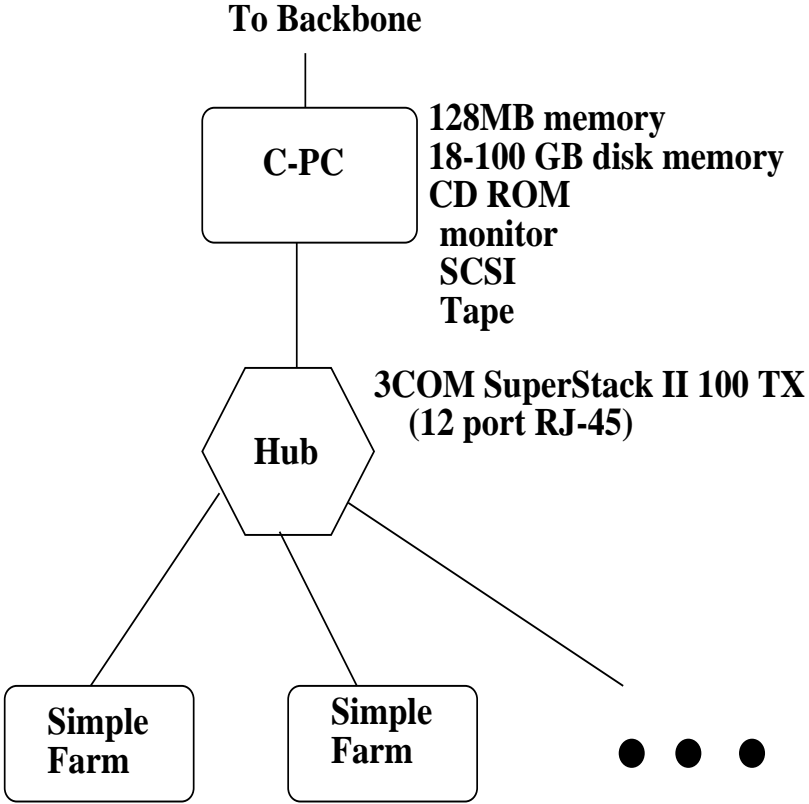 To Backbone
C-PC
128MB memory
18-100 GB disk memory
CD ROM
monitor
SCSI
Tape
3COM SuperStack II 100 TX
(12 port RJ-45)
Hub
Simple
Farm
Simple
Farm